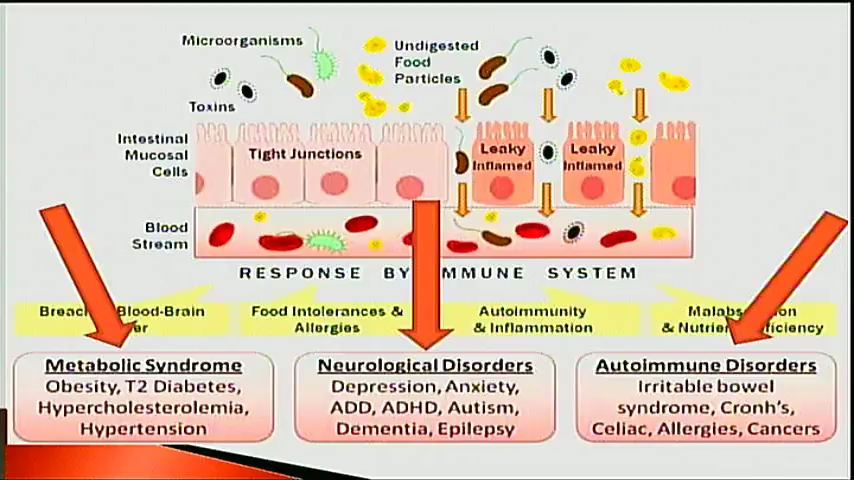 Microorganisms
Undigested
Food
Particles
Toxins
Intestinal
Mucosal
Cells
Tight Junctions
Leaky
Inflamed
Leaky
Inflamed
Blood
Stream
RESPONSE BY IMMUNE SYSTEM
Blood-Brain
Food Intolerances &
Allergies
Autoimmunity
& Inflammation
& 
Metabolic Syndrome
Obesity, T2 Diabetes,
Hypercholesterolemia,
Hypertension
Neurological Disorders
Depression, Anxiety,
ADD, ADHD, Autism,
Dementia, Epilepsy
Autoimmune Disorders
Irritable bowel
syndrome, Cronh's,
Celiac, Allergies, Cancers